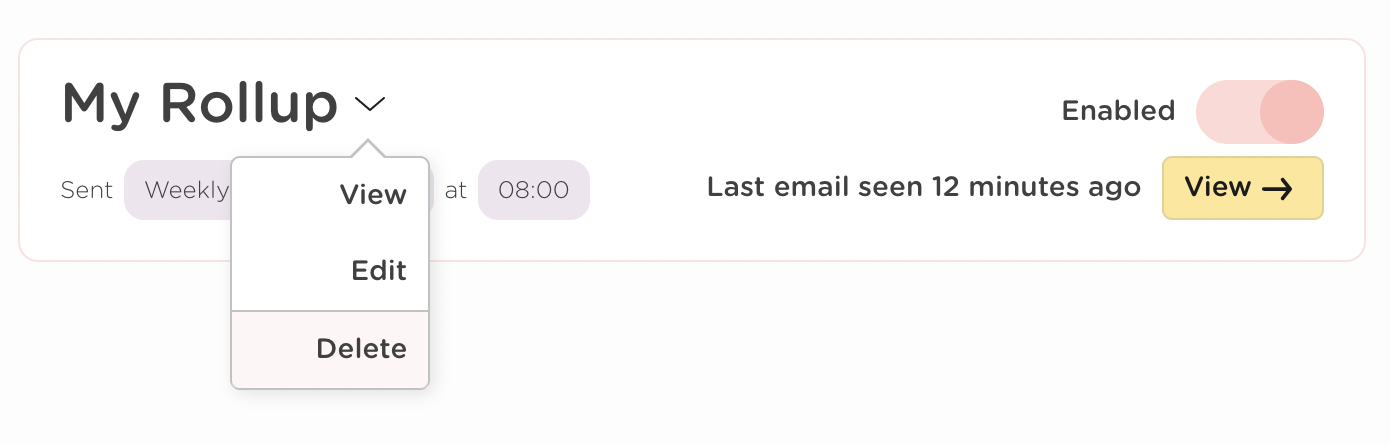 My Rollup
Enabled
Sent Weekly at 08:00
Last email seen 12 minutes ago
View →
View
Edit
Delete